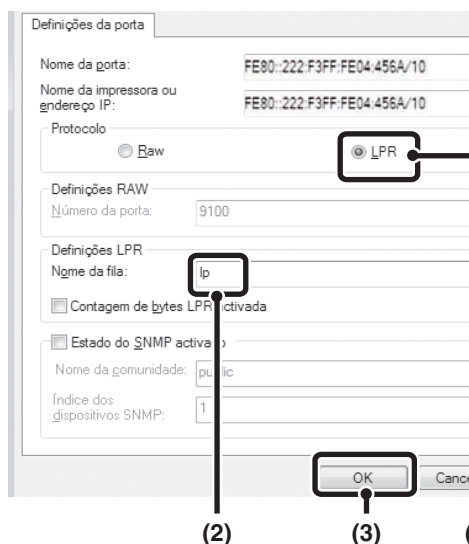 Definições da porta
Nome da porta: FE80::222:F3FF:FE04:456A/10
Nome da impressora ou
endereço IP: FE80::222:F3FF:FE04:456A/10
Protocolo
Raw LPR
Definições RAW
Número da porta: 9100
Definições LPR
Nome da fila: lp
Contagem de bytes LPR activada
Estado do SNMP activado
Nome da comunidade: public
Índice dos
dispositivos SNMP: 1
OK Cance
(2) (3) (